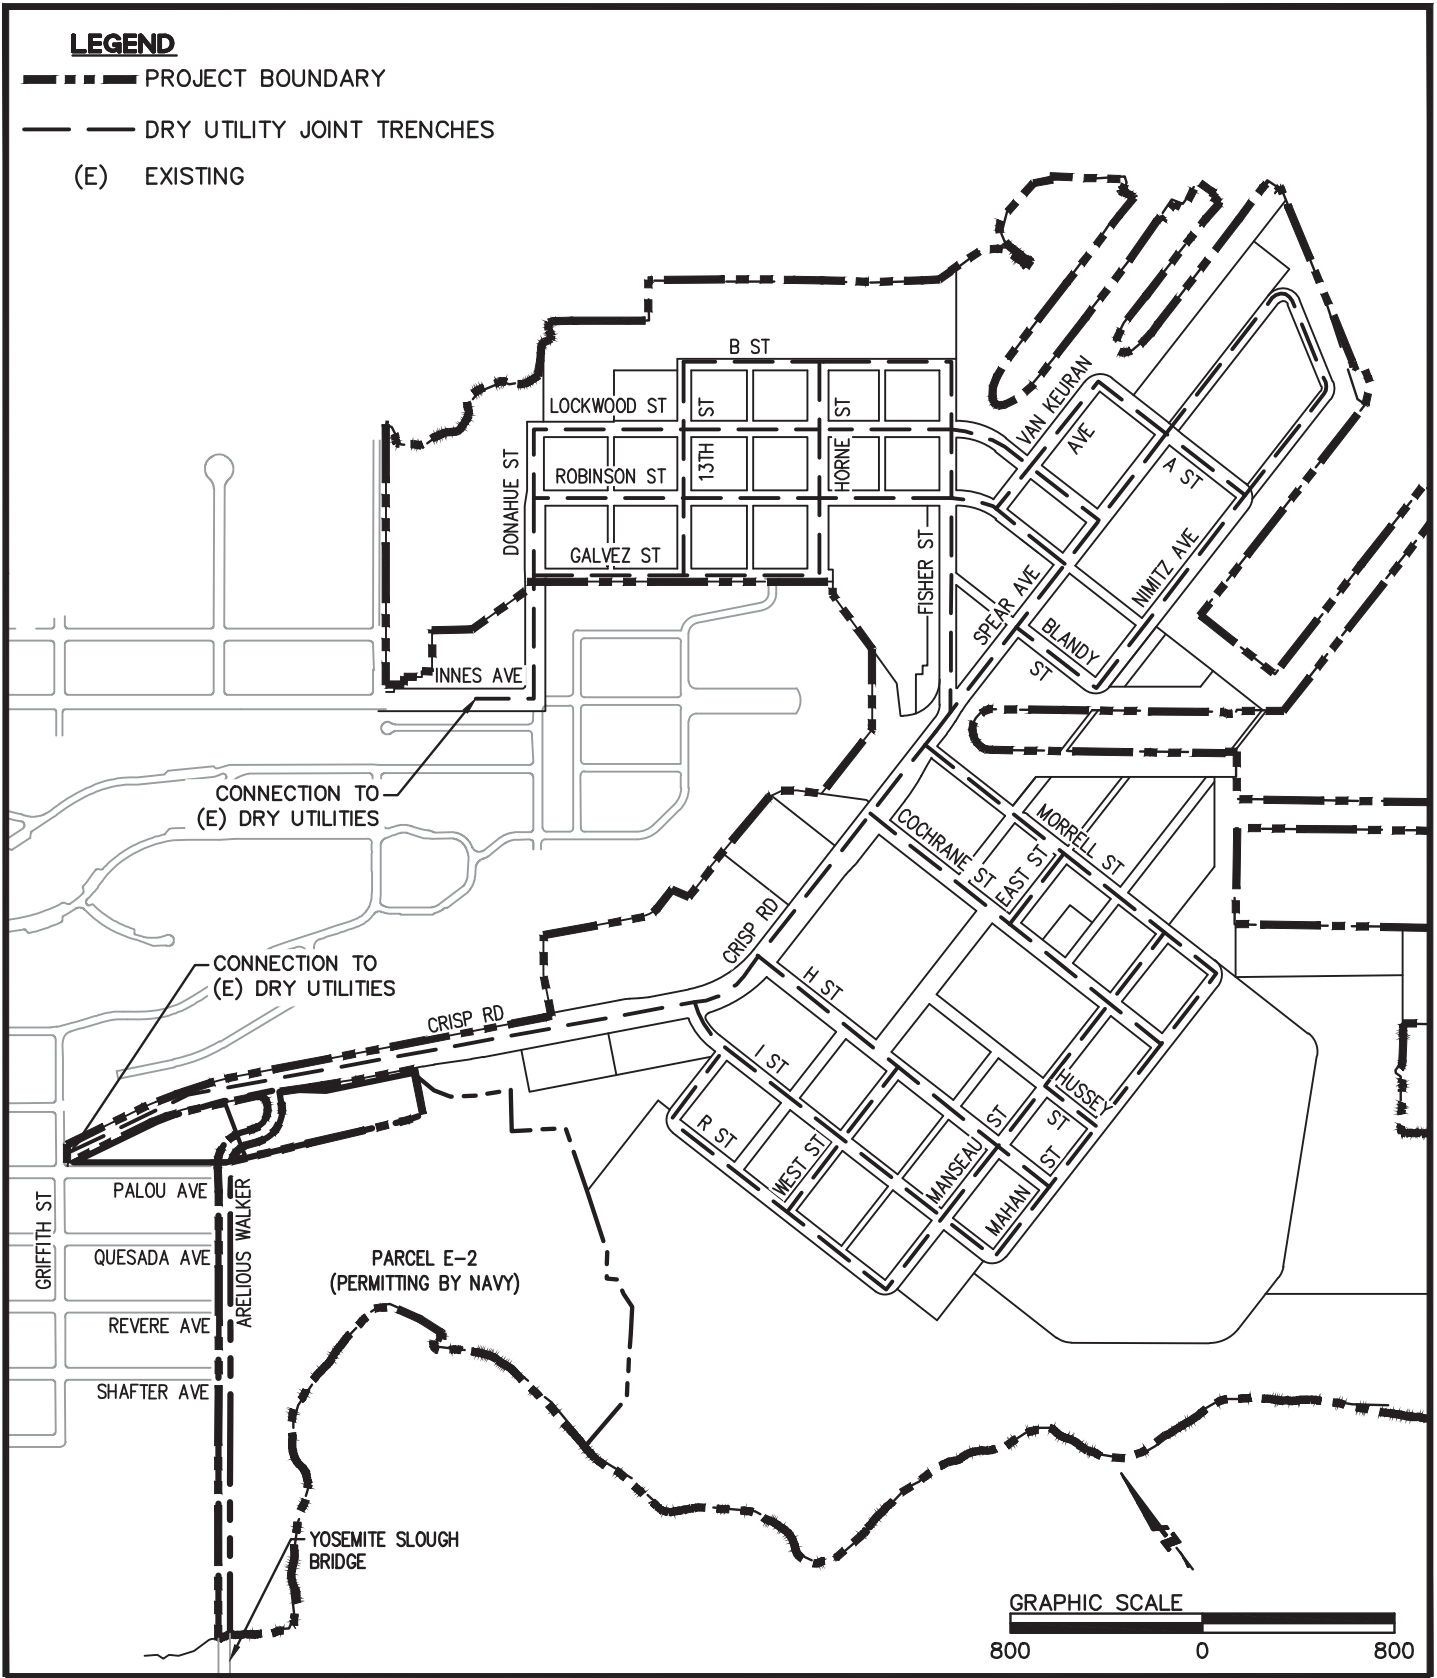 LEGEND
PROJECT BOUNDARY
DRY UTILITY JOINT TRENCHES
(E) EXISTING
B ST
LOCKWOOD ST
13TH ST
HORNE ST
VAN KEURAN AVE
ROBINSON ST
DONAHUE ST
A ST
GALVEZ ST
FISHER ST
NIMITZ AVE
SPEAR AVE
BLANDY ST
INNES AVE
CONNECTION TO
(E) DRY UTILITIES
COCHRANE ST
MORRELL ST
EAST ST
CRISP RD
CONNECTION TO
(E) DRY UTILITIES
H ST
CRISP RD
I ST
HUSSEY ST
R ST
WEST ST
MANSEAU ST
MAHAN ST
PALOU AVE
GRIFFITH ST
ARELIOUS WALKER
QUESADA AVE
PARCEL E-2
(PERMITTING BY NAVY)
REVERE AVE
SHAFTER AVE
YOSEMITE SLOUGH
BRIDGE
N
GRAPHIC SCALE
800 0 800